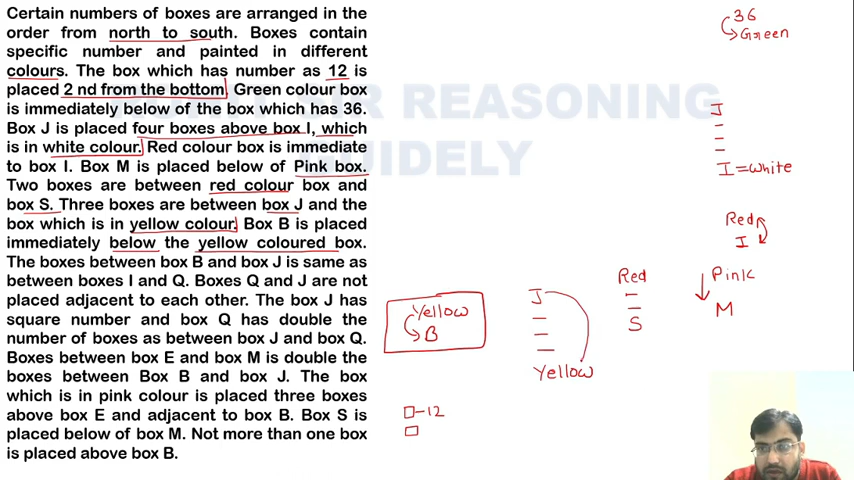 Certain numbers of boxes are arranged in the
order from north to south. Boxes contain
specific number and painted in different
colours. The box which has number as 12 is
placed 2 nd from the bottom. Green colour box
is immediately below of the box which has 36.
Box J is placed four boxes above box I, which
is in white colour. Red colour box is immediate
to box I. Box M is placed below of Pink box.
Two boxes are between red colour box and
box S. Three boxes are between box J and the
box which is in yellow colour. Box B is placed
immediately below the yellow coloured box.
The boxes between box B and box J is same as
between boxes I and Q. Boxes Q and J are not
placed adjacent to each other. The box J has
square number and box Q has double the
number of boxes as between box J and box Q.
Boxes between box E and box M is double the
boxes between Box B and box J. The box
which is in pink colour is placed three boxes
above box E and adjacent to box B. Box S is
placed below of box M. Not more than one box
is placed above box B.
REASONING
GUIDELY
36
Green
J
I = white
Red
I
Pink
M
Red
S
J
Yellow
Yellow
B
-12